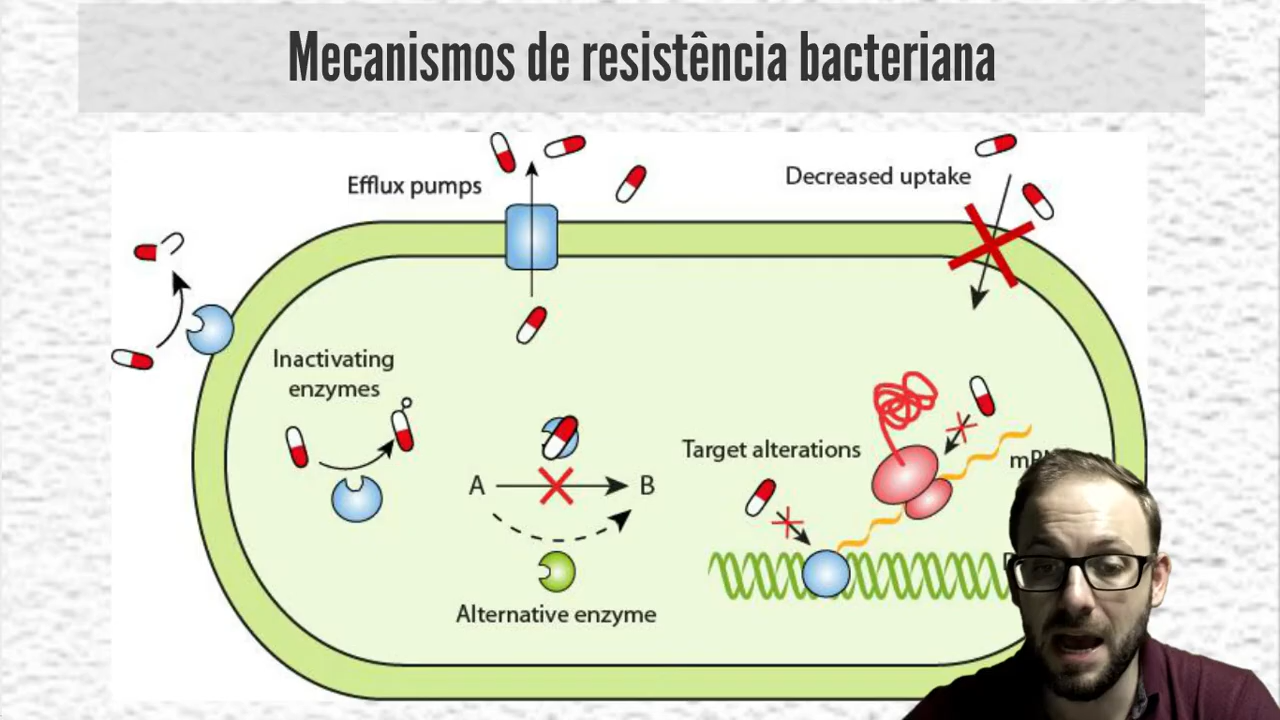 Mecanismos de resistência bacteriana
Efflux pumps
Decreased uptake
Inactivating
enzymes
Target alterations
A
B
Alternative enzyme